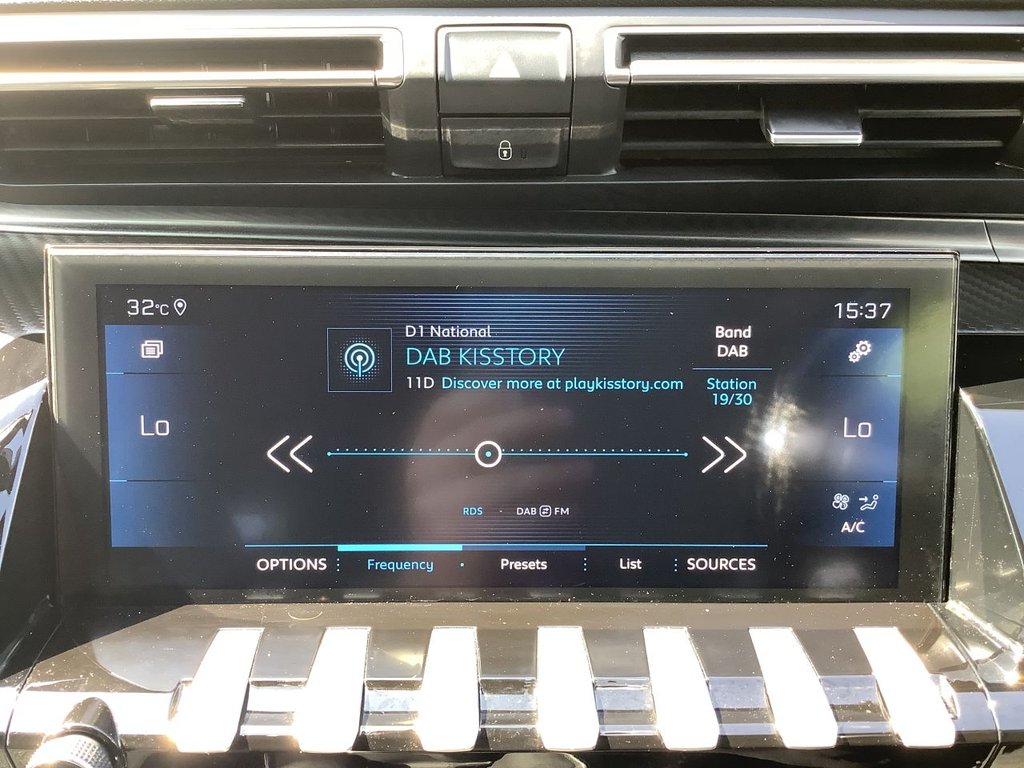 32°C
15:37
D1 National
DAB KISSTORY
11D Discover more at playkisstory.com
Band
DAB
Station
19/30
Lo
Lo
RDS
DAB FM
A/C
OPTIONS
Frequency
Presets
List
SOURCES